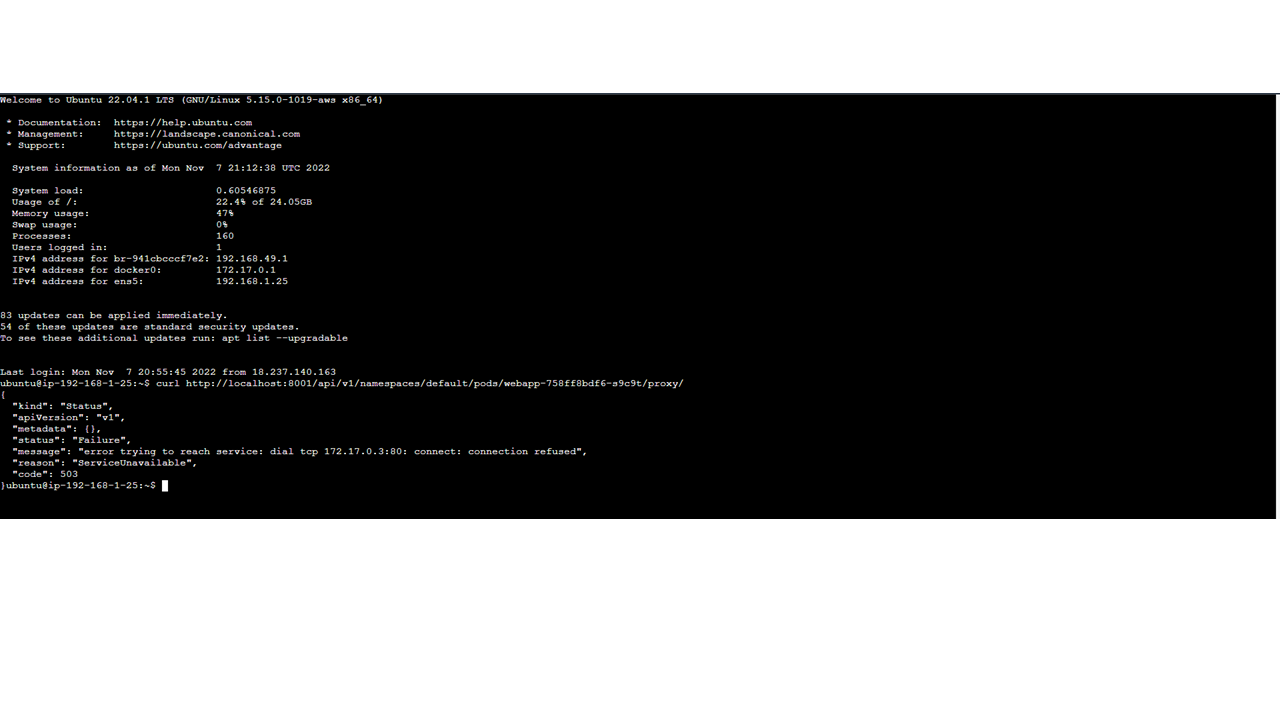 Welcome to Ubuntu 22.04.1 LTS (GNU/Linux 5.15.0-1019-aws x86_64)
* Documentation:  https://help.ubuntu.com
* Management:     https://landscape.canonical.com
* Support:        https://ubuntu.com/advantage
System information as of Mon Nov  7 21:12:38 UTC 2022
System load:                      0.60546875
Usage of /:                       22.4% of 24.05GB
Memory usage:                     47%
Swap usage:                       0%
Processes:                        160
Users logged in:                  1
IPv4 address for br-941cbcccf7e2: 192.168.49.1
IPv4 address for docker0:         172.17.0.1
IPv4 address for ens5:            192.168.1.25
83 updates can be applied immediately.
54 of these updates are standard security updates.
To see these additional updates run: apt list --upgradable
Last login: Mon Nov  7 20:55:45 2022 from 18.237.140.163
ubuntu@ip-192-168-1-25:~$ curl http://localhost:8001/api/v1/namespaces/default/pods/webapp-758ff8bdf6-s9c9t/proxy/
{
"kind": "Status",
"apiVersion": "v1",
"metadata": {},
"status": "Failure",
"message": "error trying to reach service: dial tcp 172.17.0.3:80: connect: connection refused",
"reason": "ServiceUnavailable",
"code": 503
}ubuntu@ip-192-168-1-25:~$